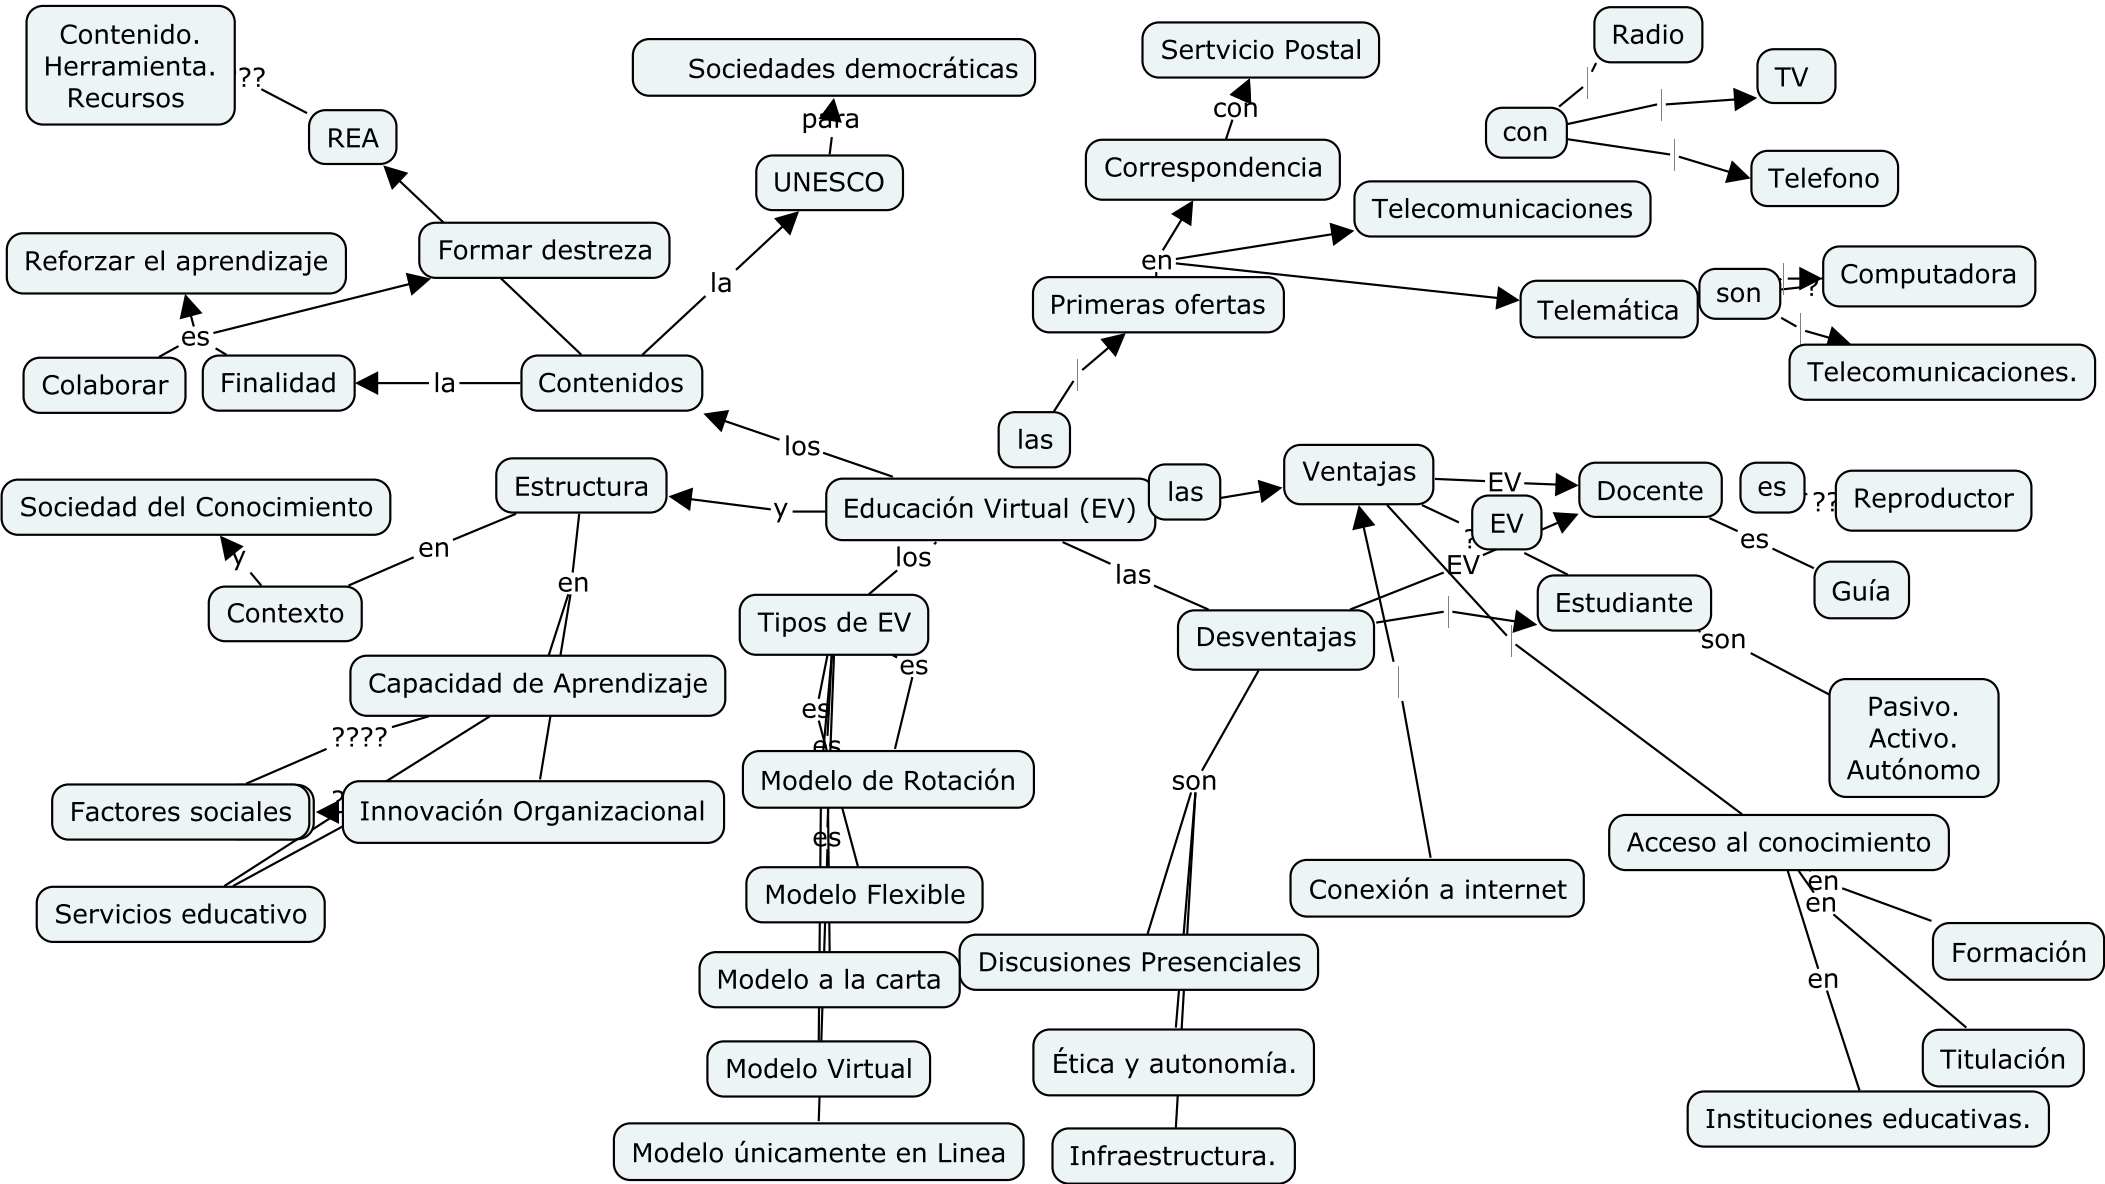 Contenido.
Herramienta.
Recursos
??
REA
Sociedades democráticas
para
UNESCO
Sertvicio Postal
con
Correspondencia
Radio
TV
con
Telefono
Telecomunicaciones
en
Primeras ofertas
Telemática
son
Computadora
?
Telecomunicaciones.
Formar destreza
Reforzar el aprendizaje
la
es
Colaborar
Finalidad
la
Contenidos
los
las
Sociedad del Conocimiento
y
Contexto
en
Estructura
y
Educación Virtual (EV)
las
Ventajas
EV
EV
?
EV
Docente
es
??
Reproductor
es
Guía
en
los
las
Tipos de EV
Desventajas
Estudiante
son
Pasivo.
Activo.
Autónomo
Capacidad de Aprendizaje
????
es
es
es
Modelo de Rotación
son
Factores sociales
?
Innovación Organizacional
es
Servicios educativo
Modelo Flexible
Conexión a internet
Acceso al conocimiento
en
en
en
Formación
Modelo a la carta
Discusiones Presenciales
Modelo Virtual
Ética y autonomía.
Titulación
Instituciones educativas.
Modelo únicamente en Linea
Infraestructura.